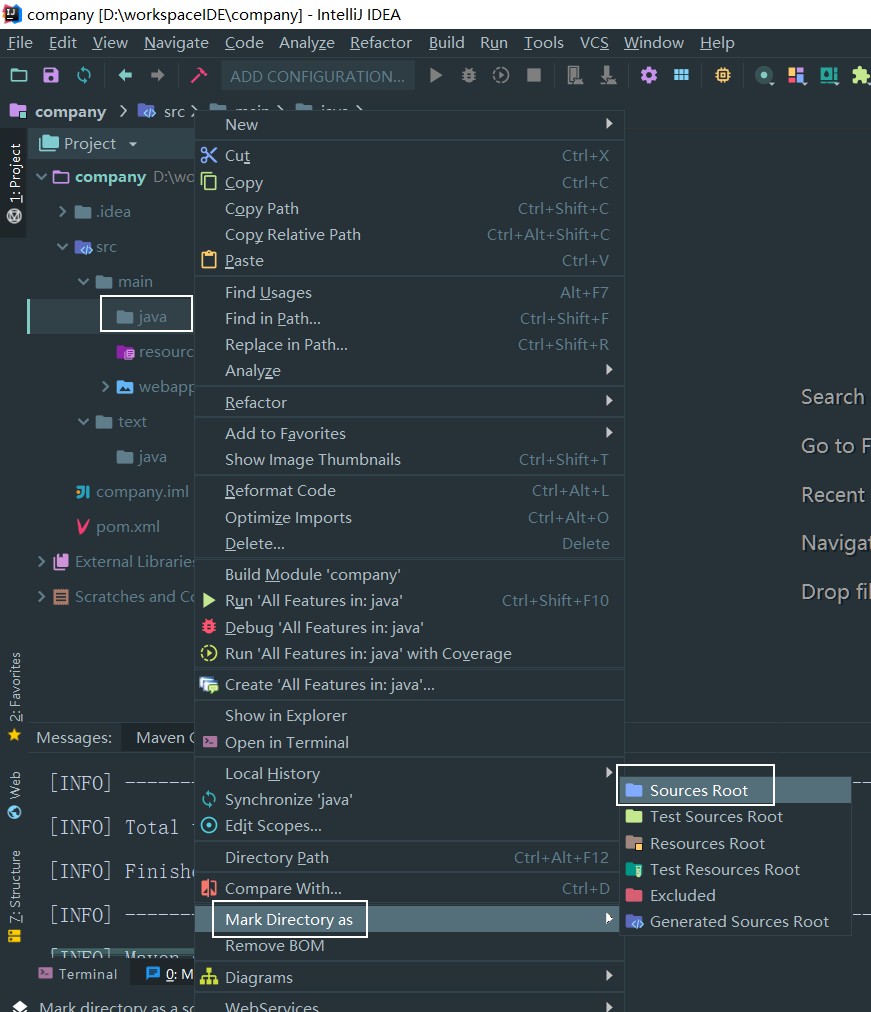 company [D:\workspaceIDE\company] - IntelliJ IDEA
File Edit View Navigate Code Analyze Refactor Build Run Tools VCS Window Help
ADD CONFIGURATION...
company src main java
Project
1: Project
company D:\wo
.idea
src
main
java
resourc
webapp
text
java
company.iml
pom.xml
External Libraries
Scratches and Co
New
Cut Ctrl+X
Copy Ctrl+C
Copy Path Ctrl+Shift+C
Copy Relative Path Ctrl+Alt+Shift+C
Paste Ctrl+V
Find Usages Alt+F7
Find in Path... Ctrl+Shift+F
Replace in Path... Ctrl+Shift+R
Analyze
Refactor
Add to Favorites
Show Image Thumbnails Ctrl+Shift+T
Reformat Code Ctrl+Alt+L
Optimize Imports Ctrl+Alt+O
Delete... Delete
Build Module 'company'
Run 'All Features in: java' Ctrl+Shift+F10
Debug 'All Features in: java'
Run 'All Features in: java' with Coverage
Create 'All Features in: java'...
Show in Explorer
Open in Terminal
Local History
Synchronize 'java'
Edit Scopes...
Directory Path Ctrl+Alt+F12
Compare With... Ctrl+D
Mark Directory as
Remove BOM
Diagrams
WebServices
Sources Root
Test Sources Root
Resources Root
Test Resources Root
Excluded
Generated Sources Root
Search
Go to F
Recent
Navigat
Drop fil
2: Favorites
Web
7: Structure
Messages: Maven
[INFO] -------
[INFO] Total
[INFO] Finishe
[INFO] -------
[INFO] Maven
Terminal 0: M
Mark directory as a so